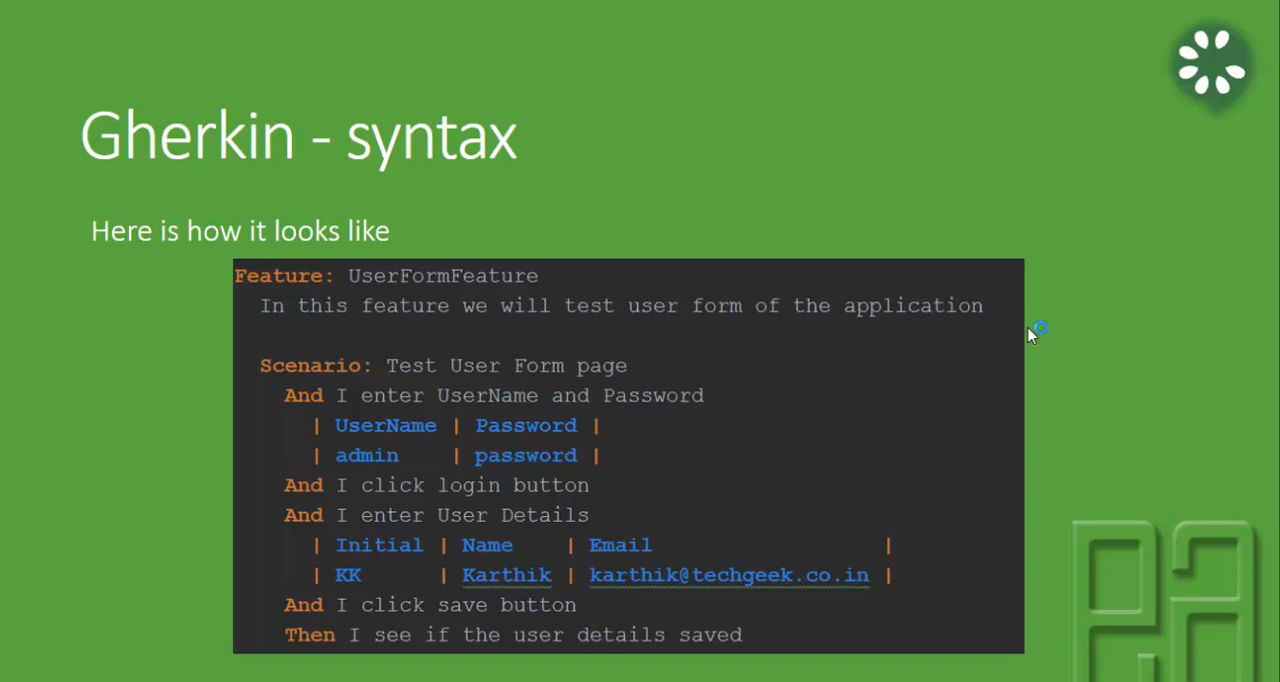 Gherkin - syntax
Here is how it looks like
Feature: UserFormFeature
In this feature we will test user form of the application
Scenario: Test User Form page
And I enter UserName and Password
| UserName | Password |
| admin | password |
And I click login button
And I enter User Details
| Initial | Name | Email |
| KK | Karthik | karthik@techgeek.co.in |
And I click save button
Then I see if the user details saved